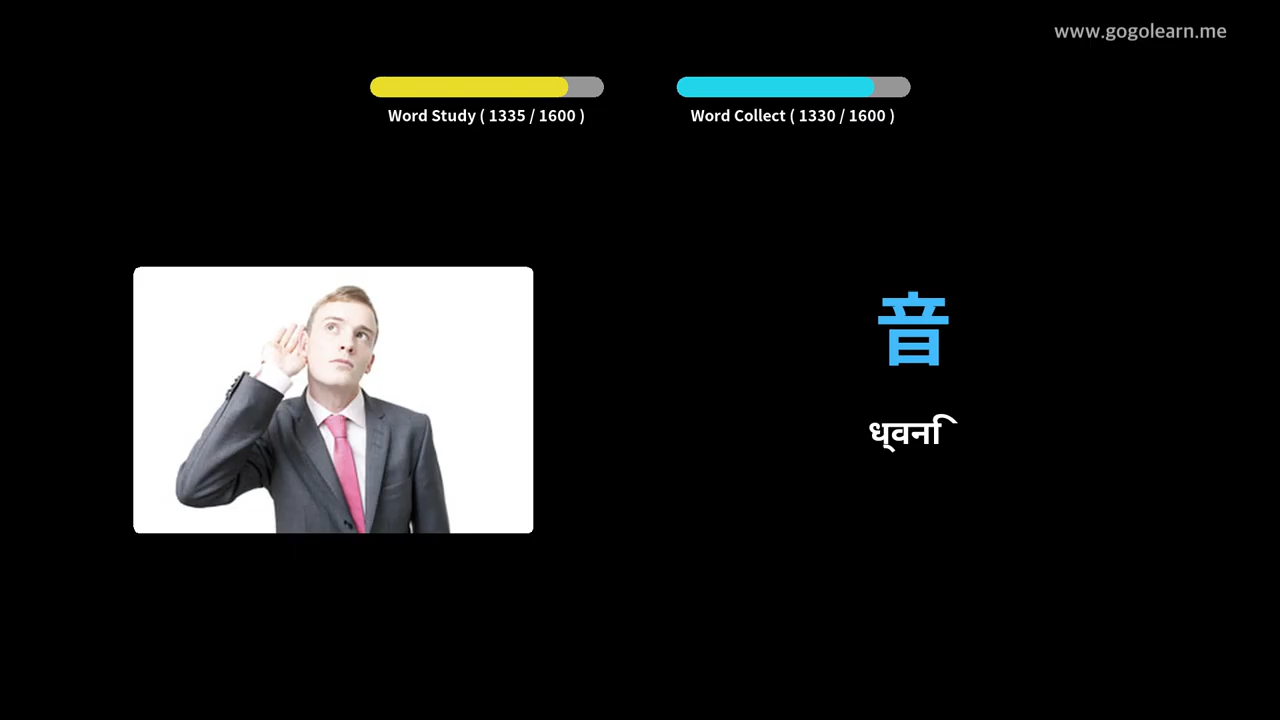 www.gogolearn.me
Word Study ( 1335 / 1600 )
Word Collect ( 1330 / 1600 )
音
ध्वनि